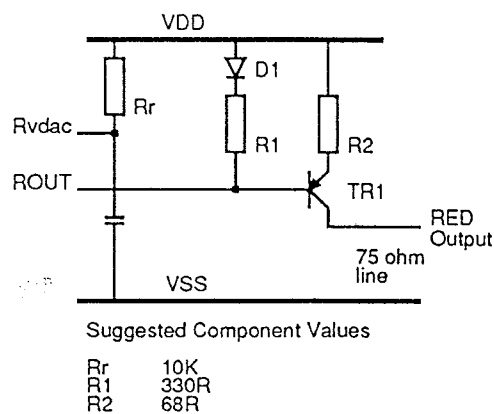 VDD
D1
Rr
Rvdac
R1
R2
ROUT
TR1
RED
Output
75 ohm
line
VSS
Suggested Component Values
Rr 10K
R1 330R
R2 68R